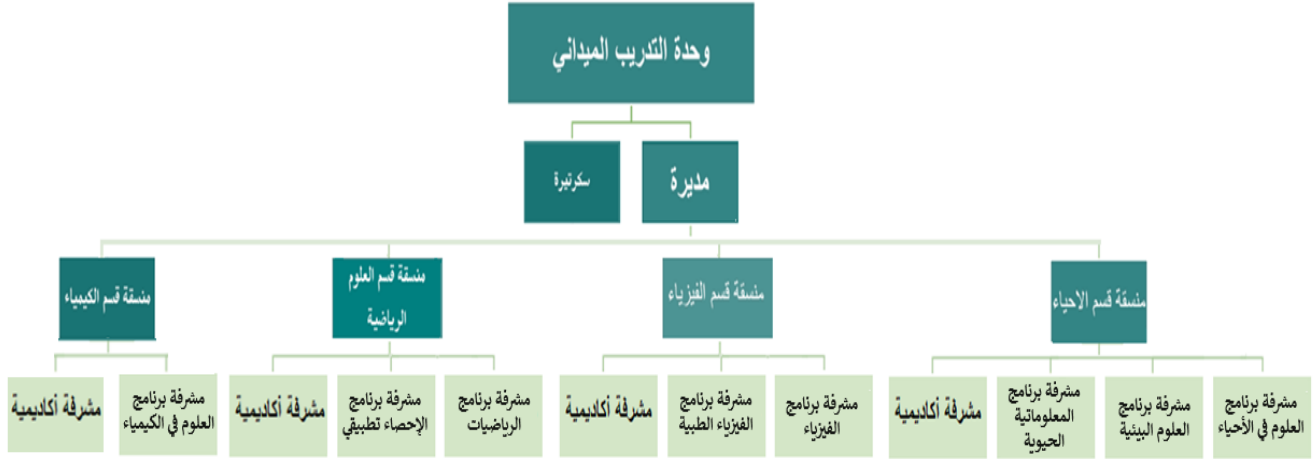 وحدة التدريب الميداني
مديرة
سكرتيرة
منسقة قسم الاحياء
منسقة قسم الفيزياء
منسقة قسم العلوم
الرياضية
منسقة قسم الكيمياء
مشرفة برنامج
العلوم في الأحياء
مشرفة برنامج
العلوم البيئية
مشرفة برنامج
المعلوماتية
الحيوية
مشرفة أكاديمية
مشرفة برنامج
الفيزياء
مشرفة برنامج
الفيزياء الطبية
مشرفة أكاديمية
مشرفة برنامج
الرياضيات
مشرفة برنامج
الإحصاء تطبيقي
مشرفة أكاديمية
مشرفة برنامج
العلوم في الكيمياء
مشرفة أكاديمية